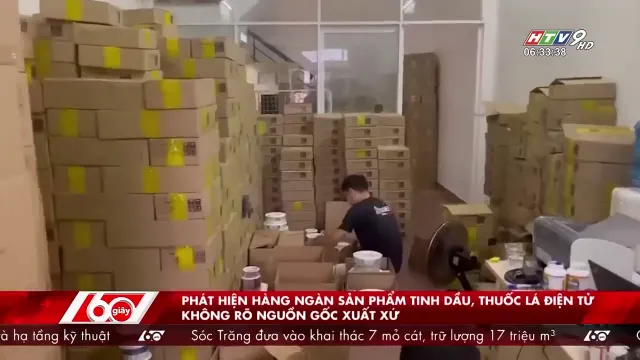 HTV9 HD
06:33:38
60 giây
PHÁT HIỆN HÀNG NGÀN SẢN PHẨM TINH DẦU, THUỐC LÁ ĐIỆN TỬ
KHÔNG RÕ NGUỒN GỐC XUẤT XỨ
à hạ tầng kỹ thuật 60 Sóc Trăng đưa vào khai thác 7 mỏ cát, trữ lượng 17 triệu m³ 60